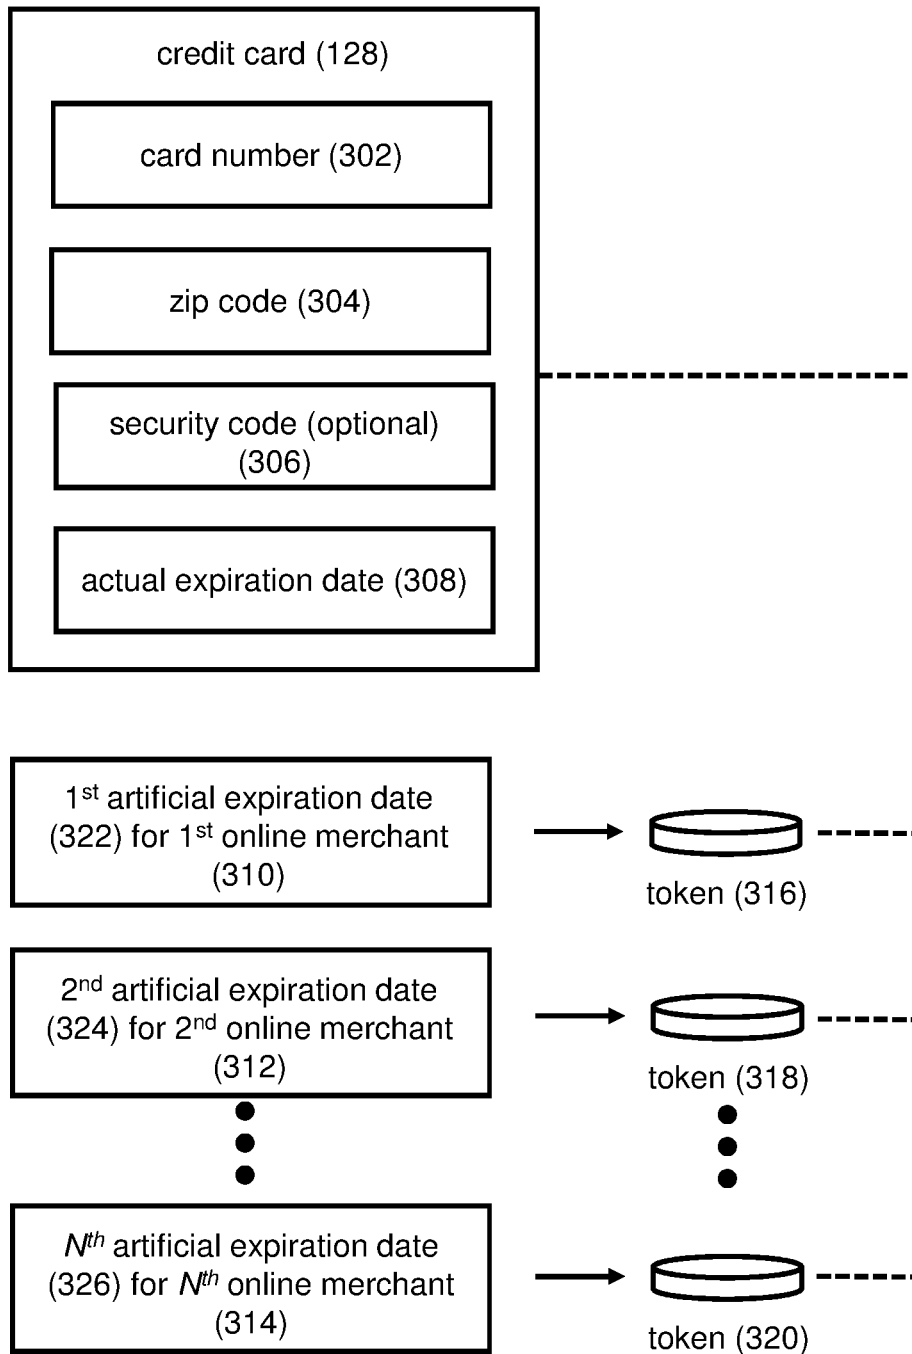 credit card (128)
card number (302)
zip code (304)
security code (optional)
(306)
actual expiration date (308)
1st artificial expiration date
(322) for 1st online merchant
(310)
token (316)
2nd artificial expiration date
(324) for 2nd online merchant
(312)
token (318)
Nth artificial expiration date
(326) for Nth online merchant
(314)
token (320)